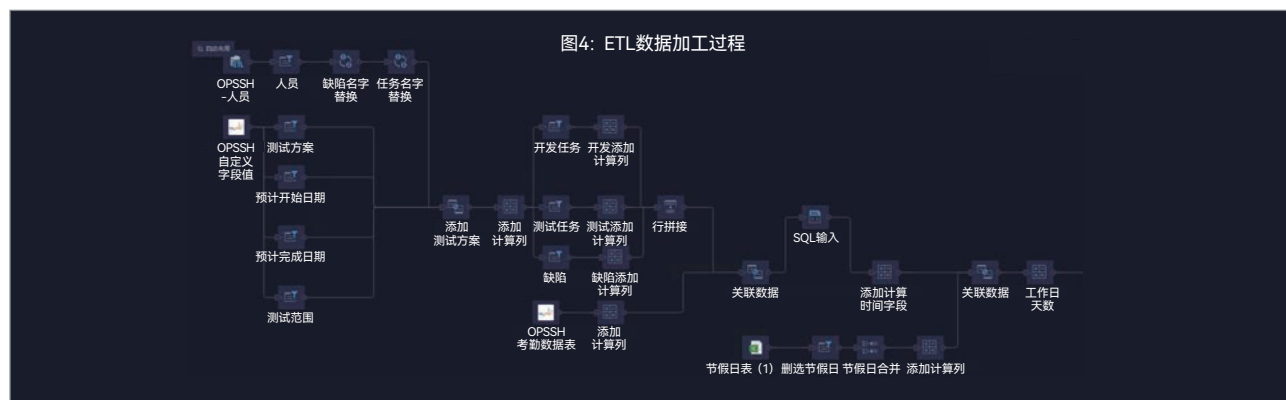 图4：ETL数据加工过程
自动布局
OPSSH
-人员
人员
缺陷名字
替换
任务名字
替换
OPSSH
自定义
字段值
测试方案
预计开始日期
预计完成日期
测试范围
添加
测试方案
添加
计算列
开发任务
开发添加
计算列
测试任务
测试添加
计算列
缺陷
缺陷添加
计算列
行拼接
OPSSH
考勤数据表
添加
计算列
关联数据
SQL输入
添加计算
时间字段
关联数据
工作日
天数
节假日表（1）
删选节假日
节假日合并
添加计算列